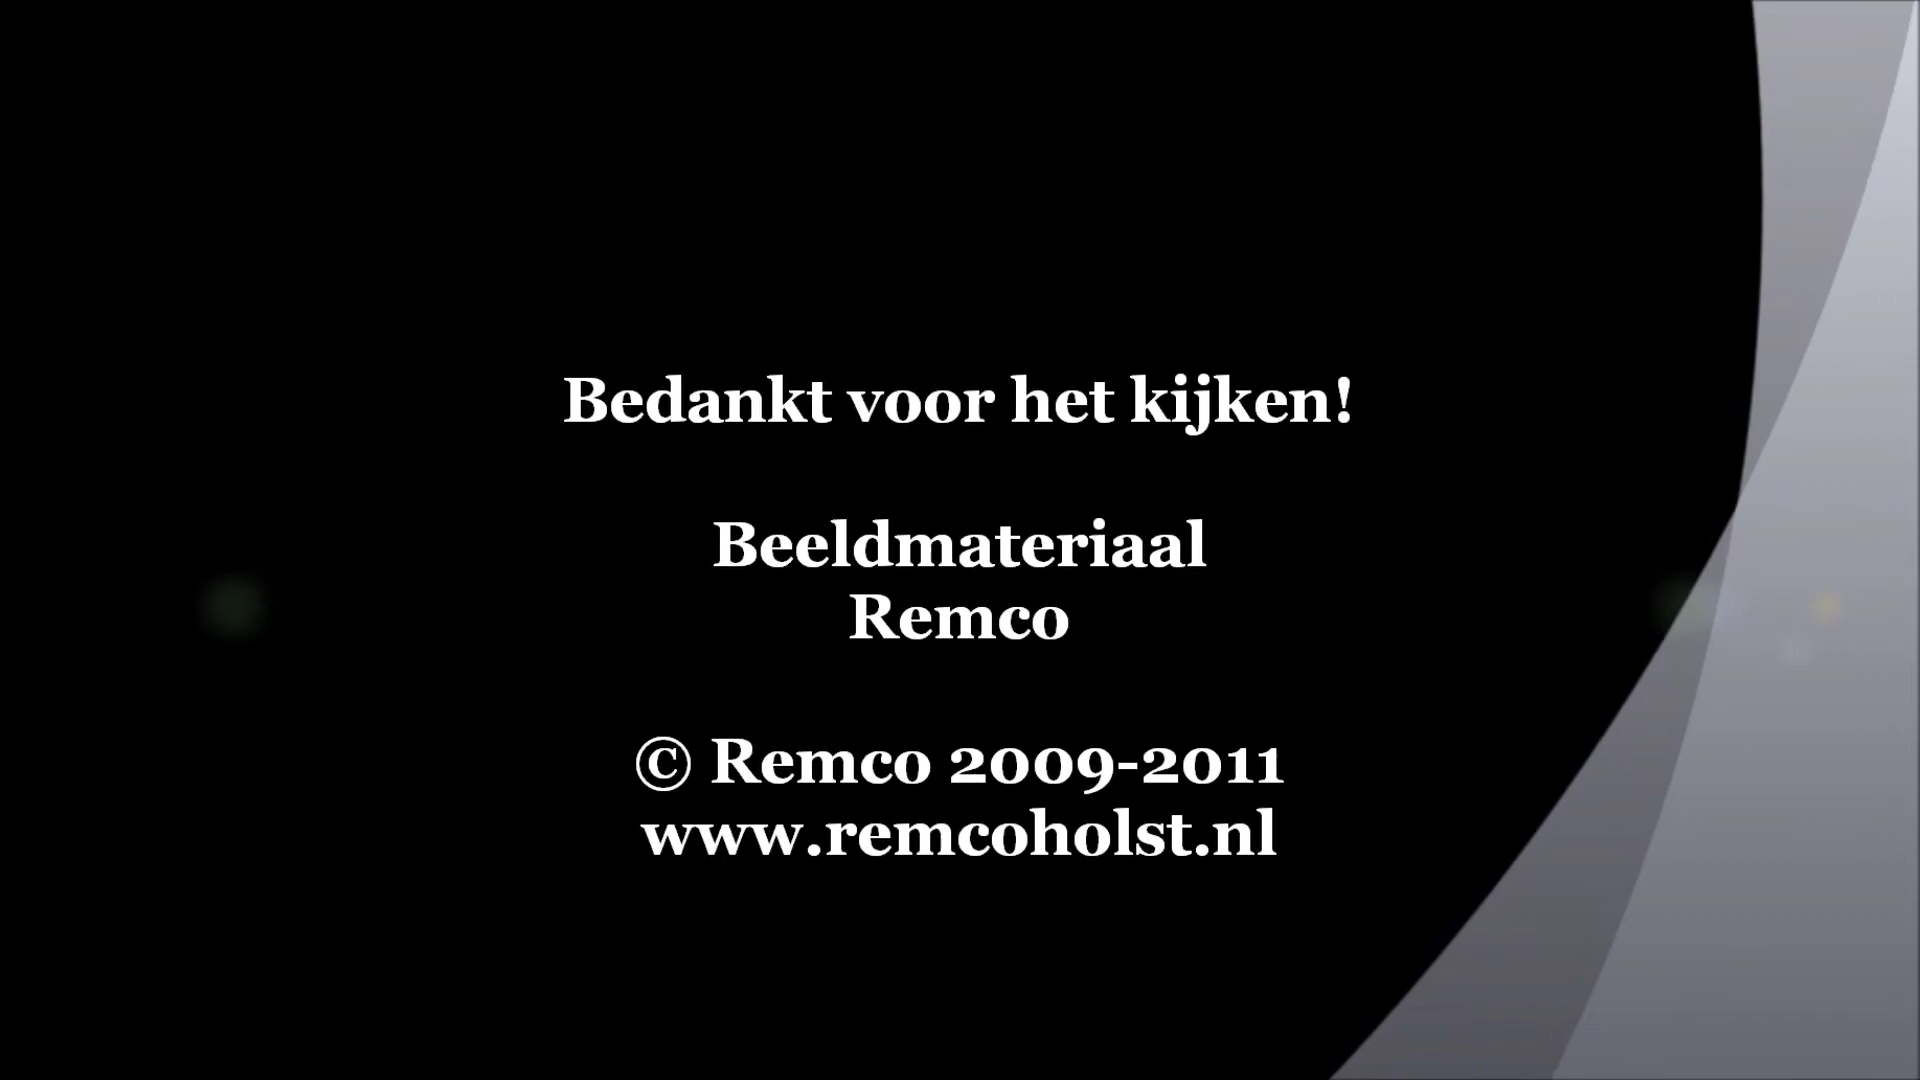 Bedankt voor het kijken!
Beeldmateriaal
Remco
© Remco 2009-2011
www.remcoholst.nl